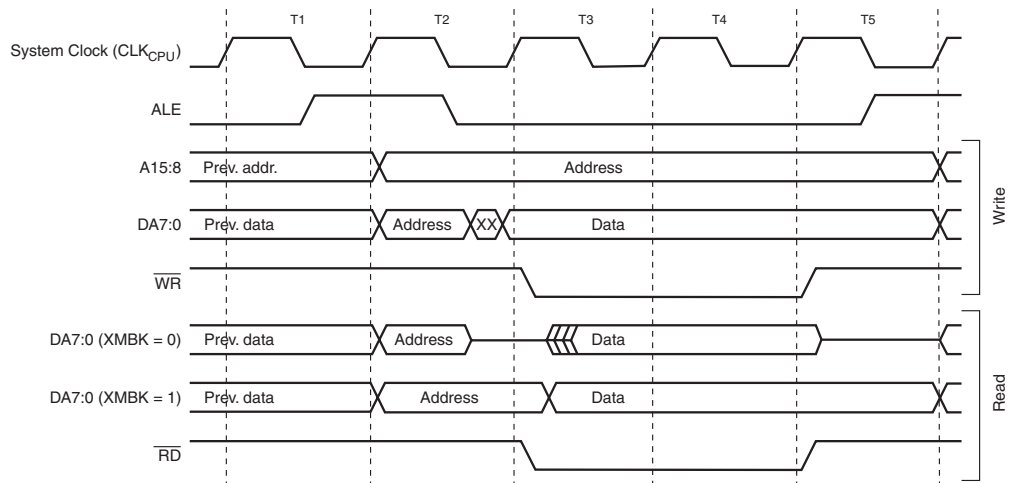 T1 T2 T3 T4 T5
System Clock (CLKCPU)
ALE
A15:8 Prev. addr. Address
DA7:0 Prev. data Address XX Data
WR
Write
DA7:0 (XMBK = 0) Prev. data Address Data
DA7:0 (XMBK = 1) Prev. data Address Data
RD
Read